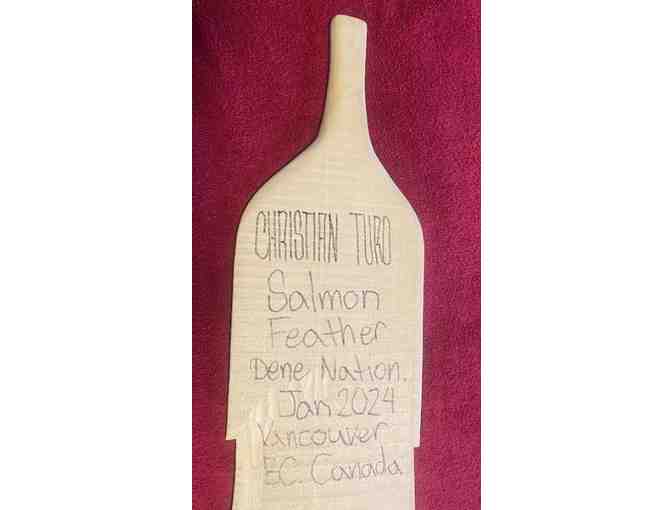 CHRISTIAN TURO
Salmon
Feather
Dene Nation.
Jan 2024
Vancouver
BC. Canada